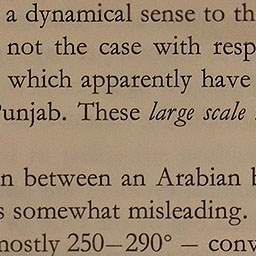 a dynamical sense to th
not the case with resp
which apparently have
Punjab. These large scale
n between an Arabian
s somewhat misleading.
mostly 250–290° – conv